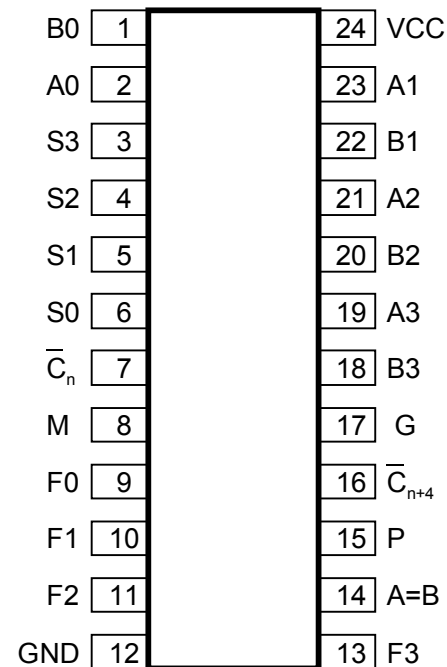 B0 1 24 VCC
A0 2 23 A1
S3 3 22 B1
S2 4 21 A2
S1 5 20 B2
S0 6 19 A3
C̅ₙ 7 18 B3
M 8 17 G
F0 9 16 C̅ₙ₊₄
F1 10 15 P
F2 11 14 A=B
GND 12 13 F3